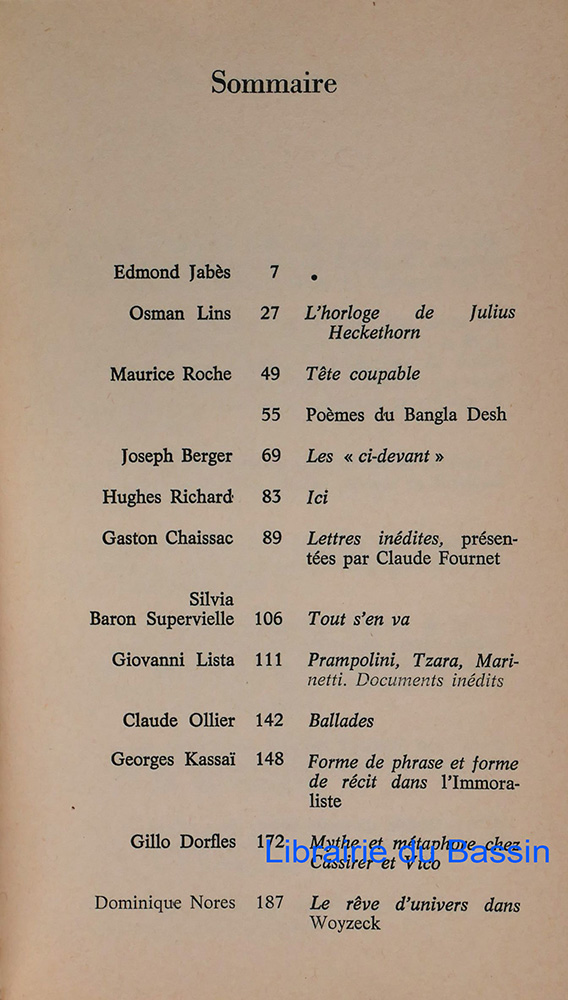 Sommaire
Edmond Jabès 7 •
Osman Lins 27 L'horloge de Julius
Heckethorn
Maurice Roche 49 Tête coupable
55 Poèmes du Bangla Desh
Joseph Berger 69 Les « ci-devant »
Hughes Richard 83 Ici
Gaston Chaissac 89 Lettres inédites, présen-
tées par Claude Fournet
Silvia
Baron Supervielle 106 Tout s'en va
Giovanni Lista 111 Prampolini, Tzara, Mari-
netti. Documents inédits
Claude Ollier 142 Ballades
Georges Kassaï 148 Forme de phrase et forme
de récit dans l'Immora-
liste
Gillo Dorfles 172 Mythe et métaphore chez
Cassirer et Vico
Librairie du Bassin
Dominique Nores 187 Le rêve d'univers dans
Woyzeck